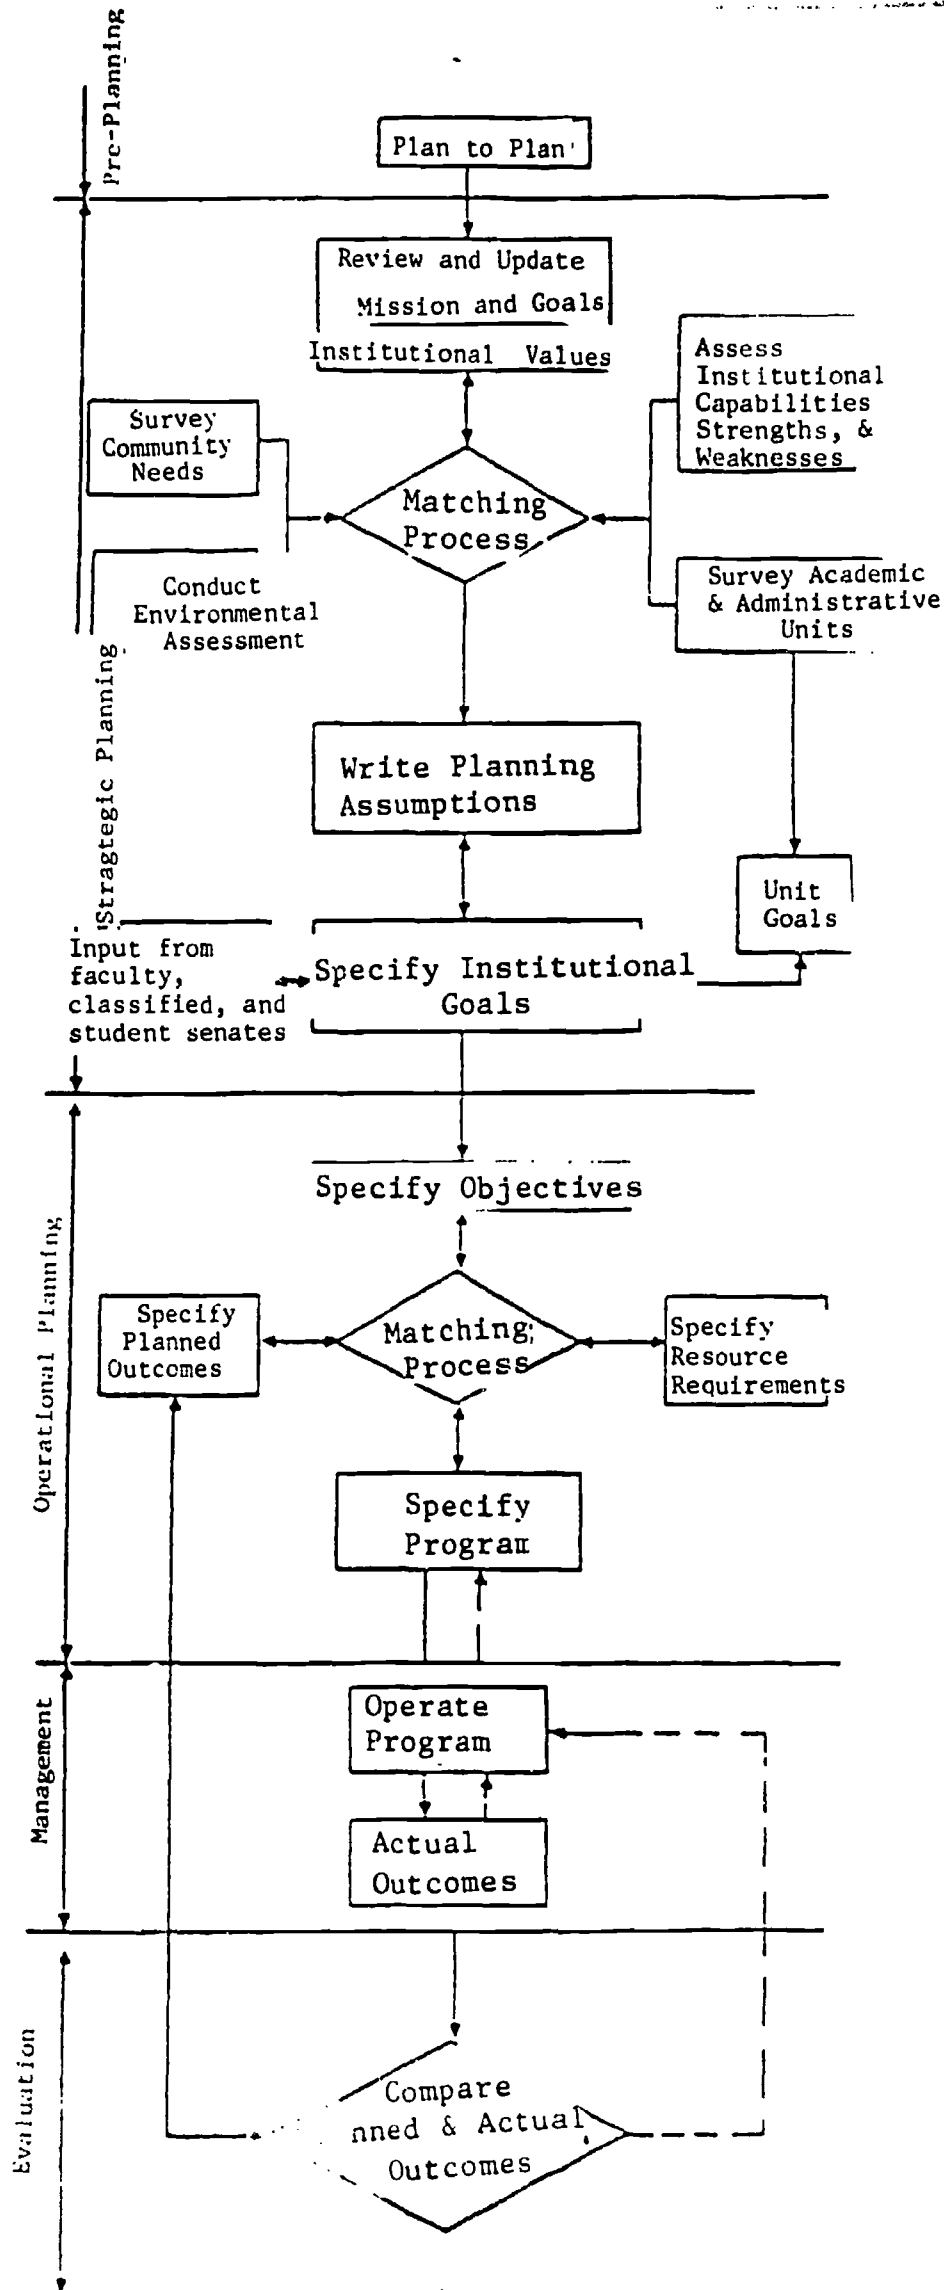 Pre-Planning
Plan to Plan
Review and Update
Mission and Goals
Institutional Values
Assess
Institutional
Capabilities
Strengths, &
Weaknesses
Survey
Community
Needs
Matching
Process
Conduct
Environmental
Assessment
Survey Academic
& Administrative
Units
Stragtegic Planning
Write Planning
Assumptions
Unit
Goals
Input from
faculty,
classified, and
student senates
Specify Institutional
Goals
Operational Planning
Specify Objectives
Specify
Planned
Outcomes
Matching
Process
Specify
Resource
Requirements
Specify
Program
Management
Operate
Program
Actual
Outcomes
Evaluation
Compare
nned & Actual
Outcomes